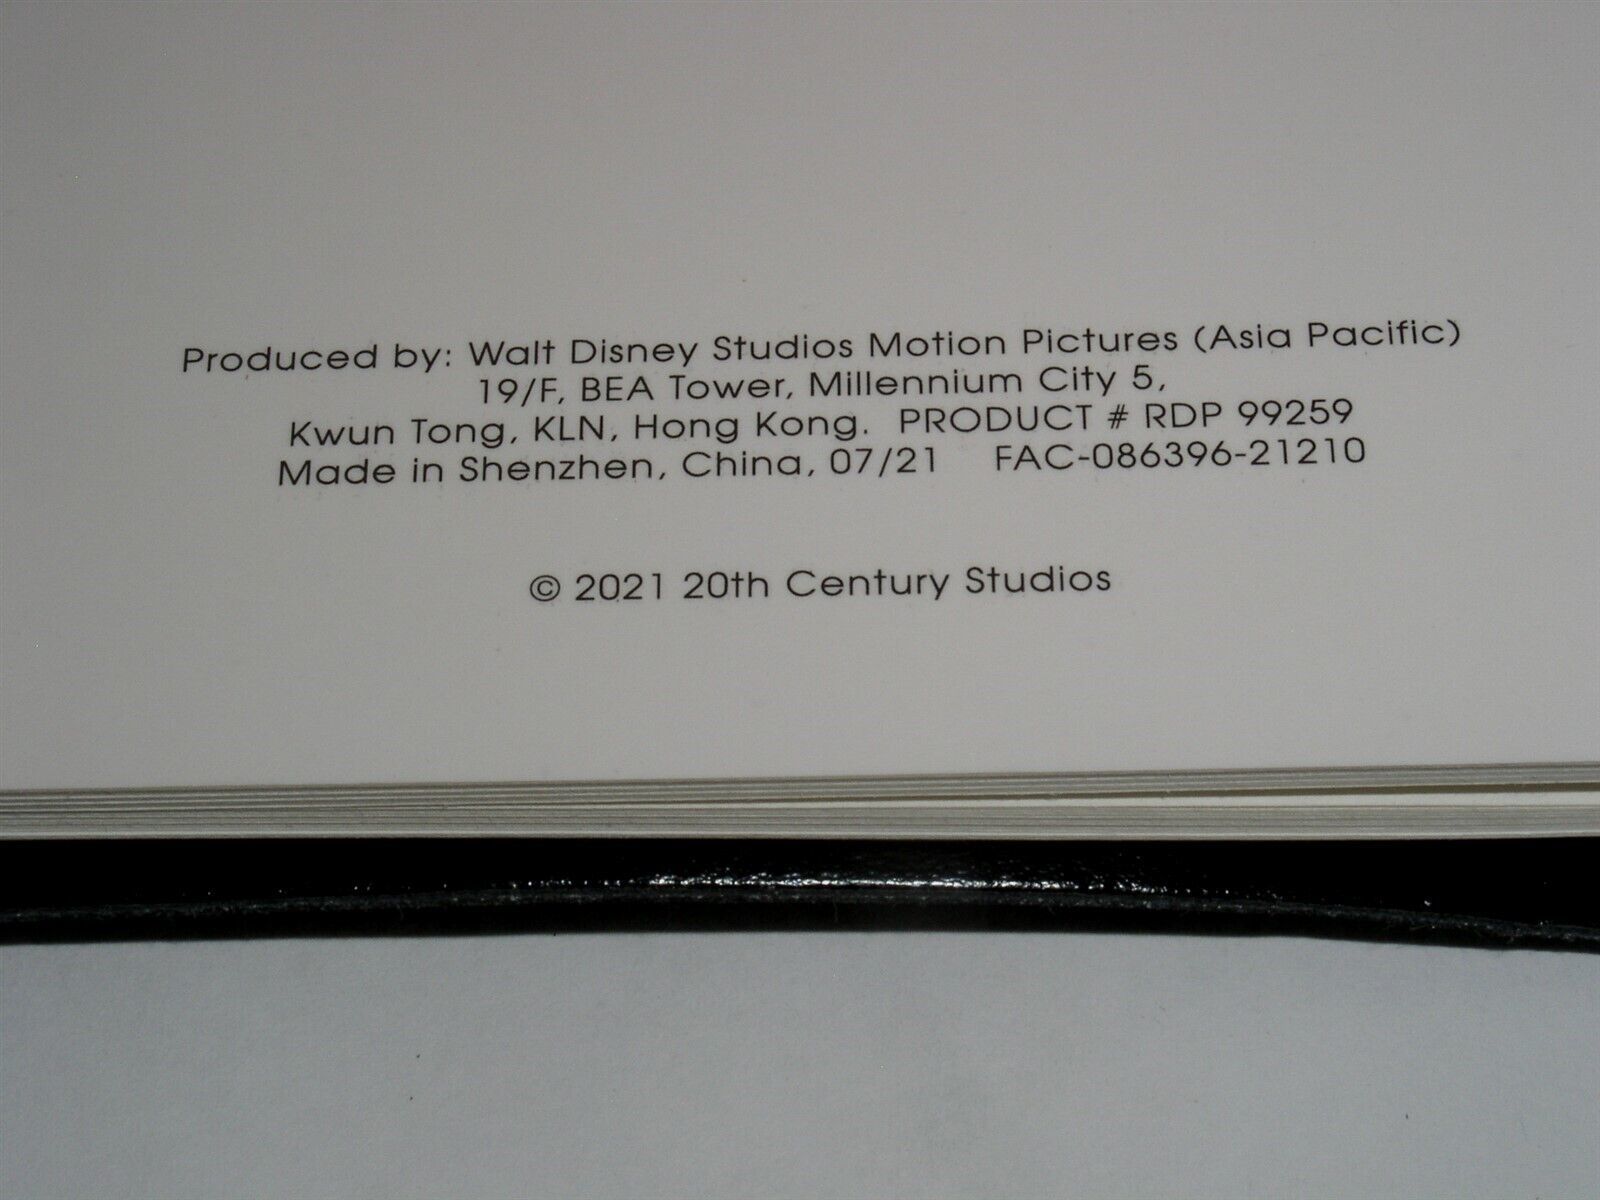 Produced by: Walt Disney Studios Motion Pictures (Asia Pacific)
19/F, BEA Tower, Millennium City 5,
Kwun Tong, KLN, Hong Kong. PRODUCT # RDP 99259
Made in Shenzhen, China, 07/21 FAC-086396-21210
© 2021 20th Century Studios